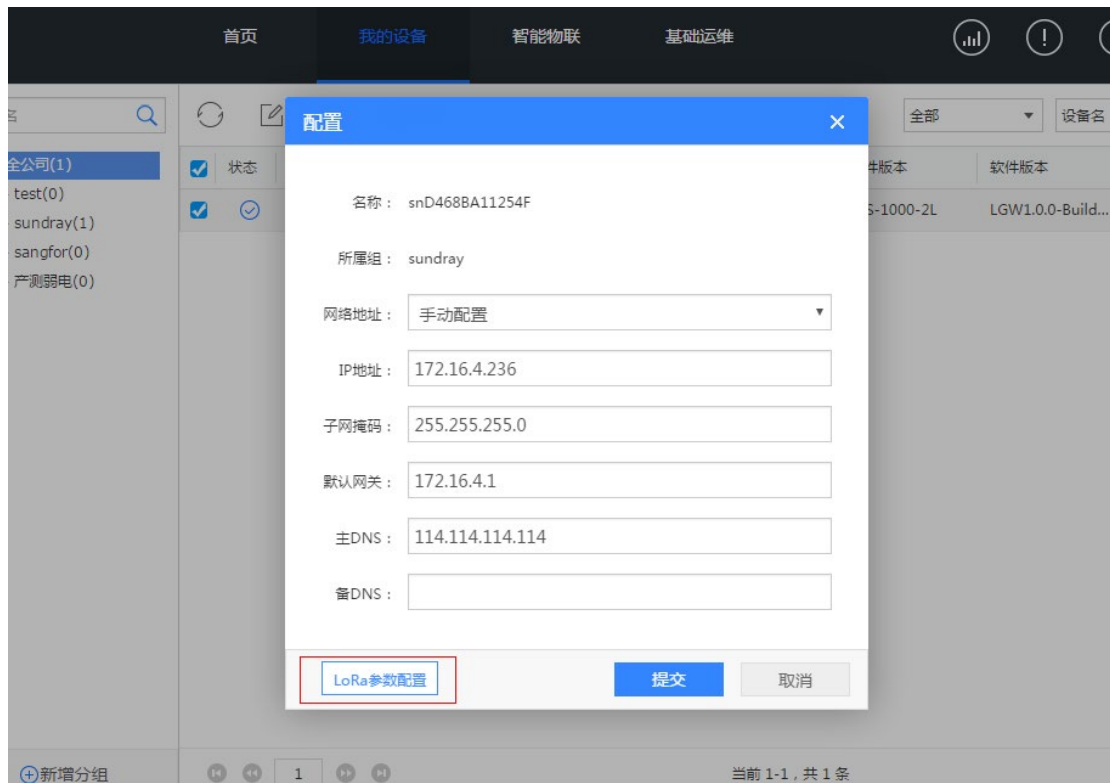 首页 我的设备 智能物联 基础运维
名 全部 设备名
配置
全公司(1) 状态 件版本 软件版本
test(0)
sundray(1)
sangfor(0)
产测弱电(0)
S-1000-2L LGW1.0.0-Build...
名称： snD468BA11254F
所属组： sundray
网络地址： 手动配置
IP地址： 172.16.4.236
子网掩码： 255.255.255.0
默认网关： 172.16.4.1
主DNS： 114.114.114.114
备DNS：
LoRa参数配置 提交 取消
新增分组 1 当前 1-1，共 1 条